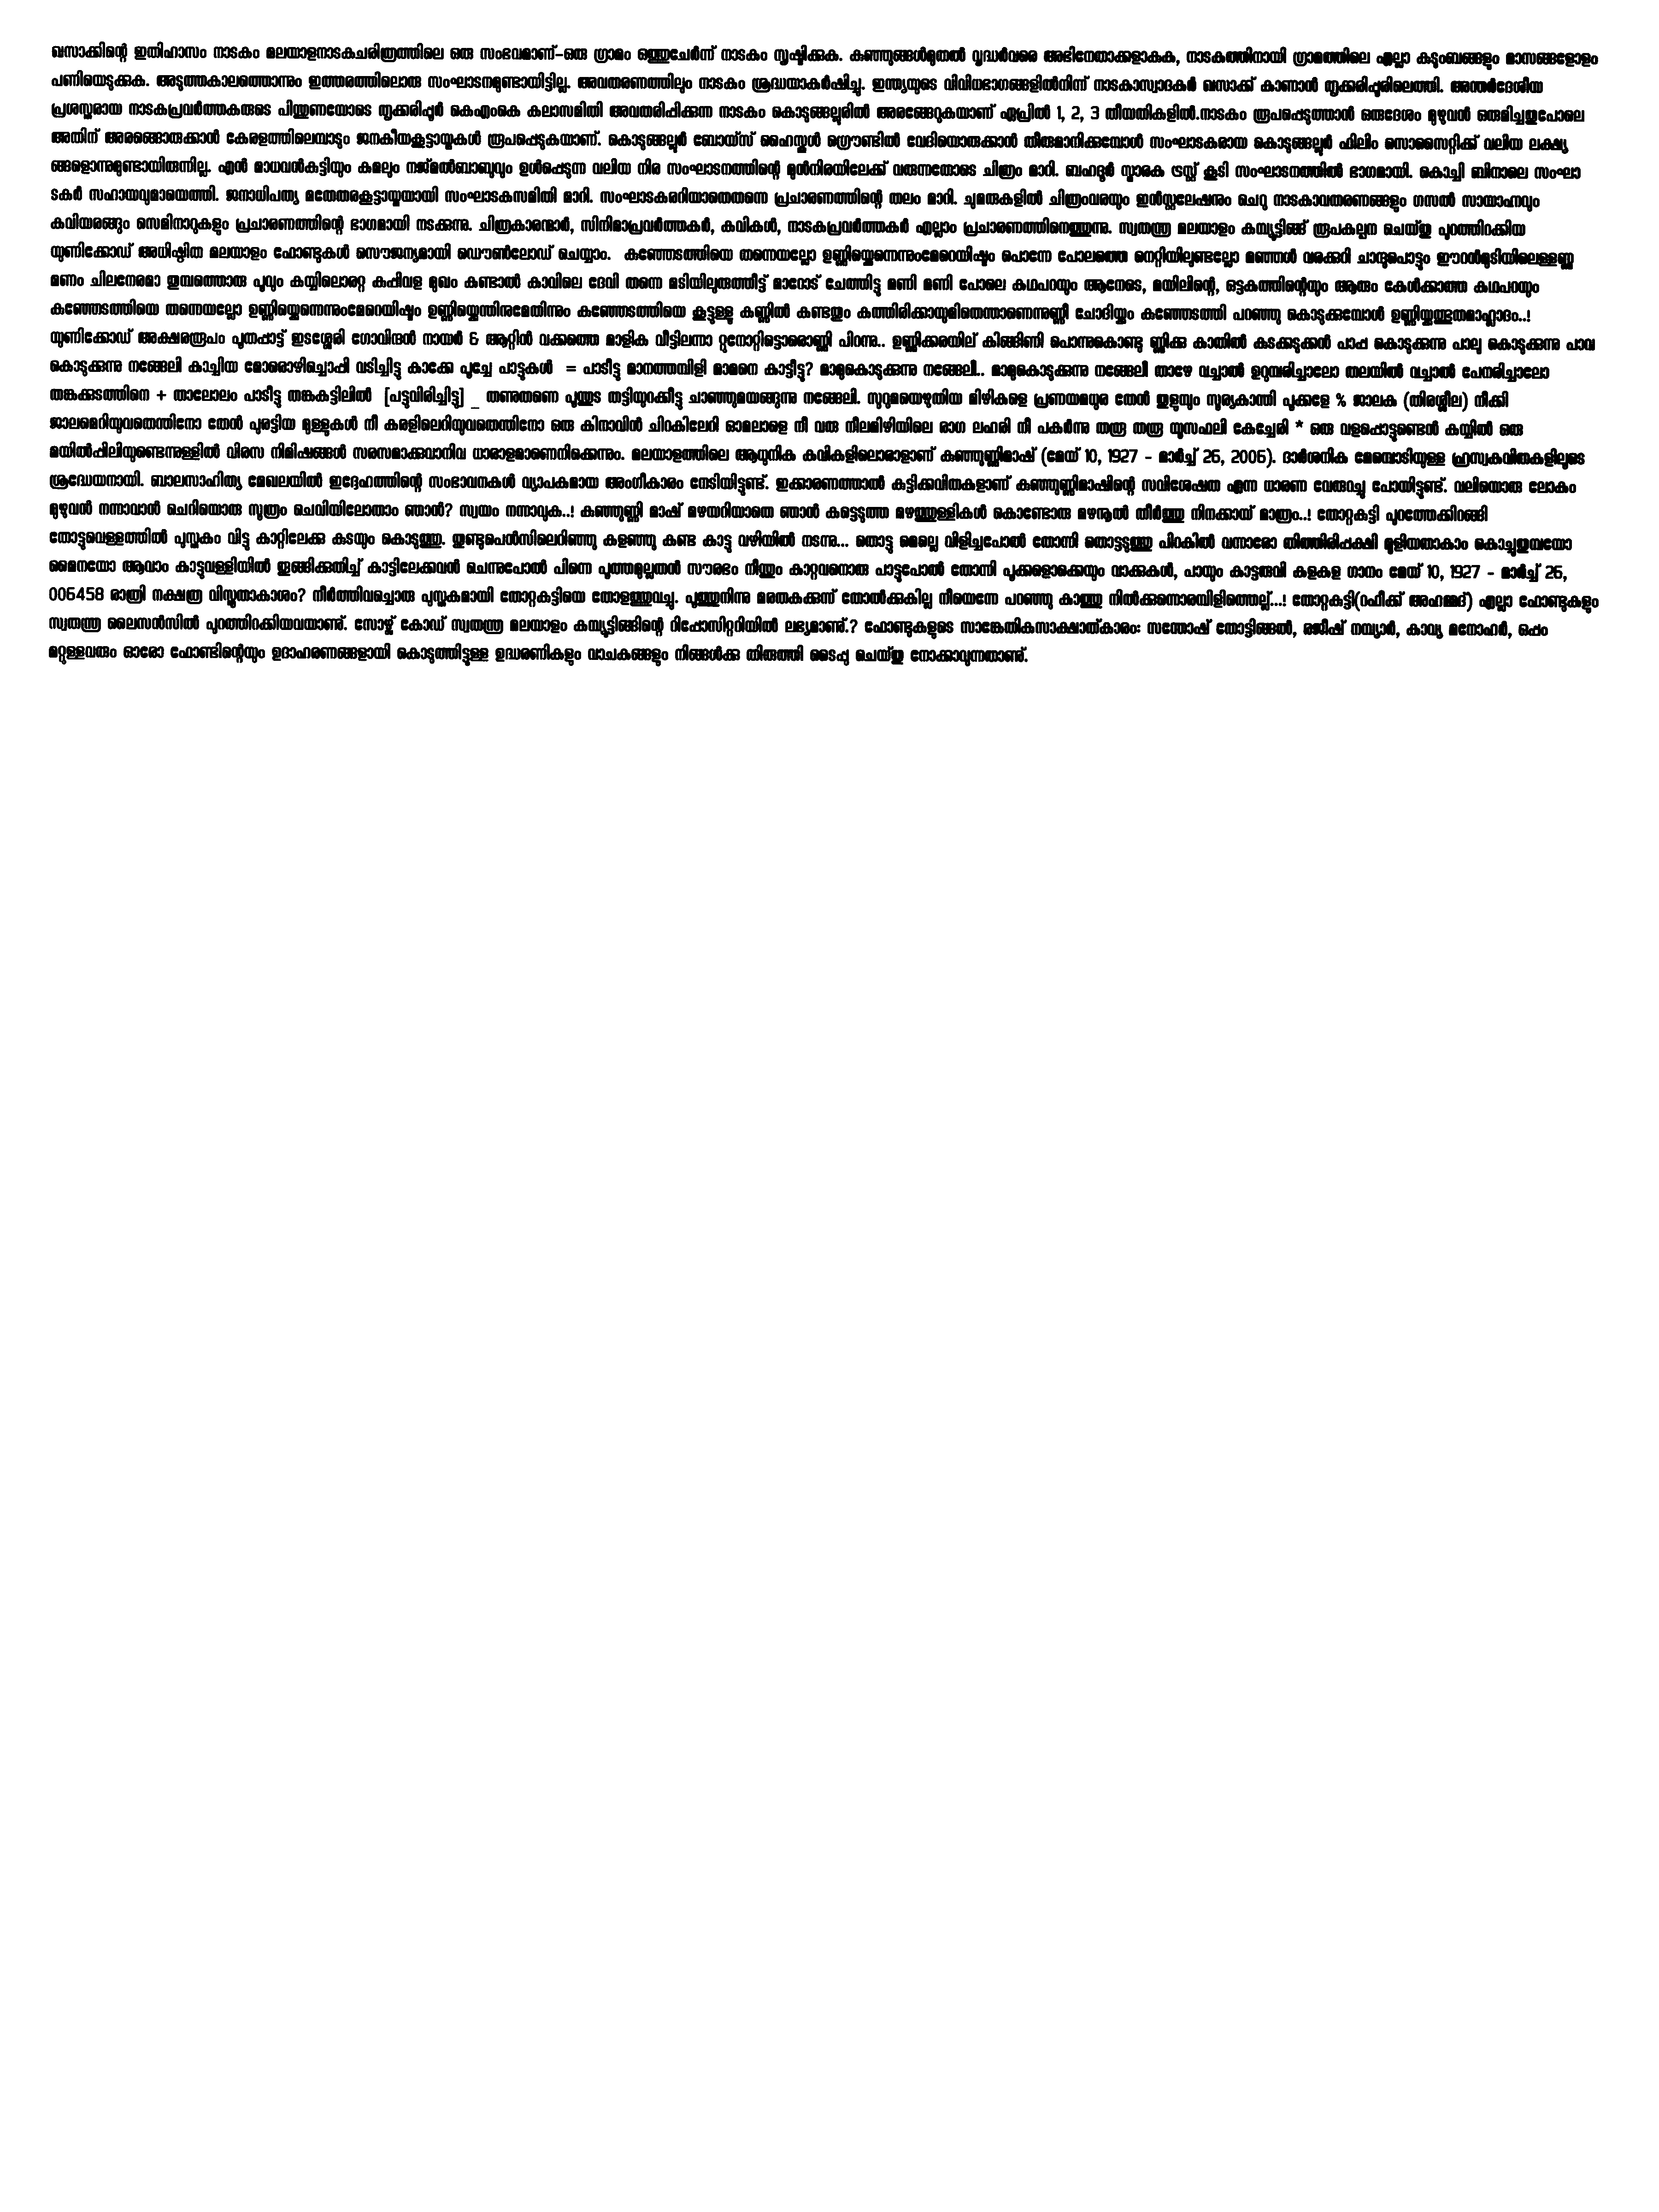 ഖസാക്കിന്റെ ഇതിഹാസം നാടകം മലയാളനാടകചരിത്രത്തിലെ ഒരു സംഭവമാണ്–ഒരു ഗ്രാമം ഒത്തുചേർന്ന് നാടകം സൃഷ്ടിക്കുക. കുഞ്ഞുങ്ങൾമുതൽ വൃദ്ധർവരെ അഭിനേതാക്കളാകുക, നാടകത്തിനായി ഗ്രാമത്തിലെ എല്ലാ കുടുംബങ്ങളും മാസങ്ങളോളം
പണിയെടുക്കുക. അടുത്തകാലത്തൊന്നും ഇത്തരത്തിലൊരു സംഘാടനമുണ്ടായിട്ടില്ല. അവതരണത്തിലും നാടകം ശ്രദ്ധയാകർഷിച്ചു. ഇന്ത്യയുടെ വിവിധഭാഗങ്ങളിൽനിന്ന് നാടകാസ്വാദകർ ഖസാക്ക് കാണാൻ തൃക്കരിപ്പൂരിലെത്തി. അന്തർദേശീയ
പ്രശസ്തരായ നാടകപ്രവർത്തകരുടെ പിന്തുണയോടെ തൃക്കരിപ്പൂർ കെഎംകെ കലാസമിതി അവതരിപ്പിക്കുന്ന നാടകം കൊടുങ്ങല്ലൂരിൽ അരങ്ങേറുകയാണ് ഏപ്രിൽ 1, 2, 3 തീയതികളിൽ.നാടകം രൂപപ്പെടുത്താൻ ഒരുദേശം മുഴുവൻ ഒരുമിച്ചതുപോലെ
അതിന് അരങ്ങൊരുക്കാൻ കേരളത്തിലെമ്പാടും ജനകീയകൂട്ടായ്മകൾ രൂപപ്പെടുകയാണ്. കൊടുങ്ങല്ലൂർ ബോയ്സ് ഹൈസ്കൂൾ ഗ്രൌണ്ടിൽ വേദിയൊരുക്കാൻ തീരുമാനിക്കുമ്പോൾ സംഘാടകരായ കൊടുങ്ങല്ലൂർ ഫിലിം സൊസൈറ്റിക്ക് വലിയ ലക്ഷ്യ
ങ്ങളൊന്നുമുണ്ടായിരുന്നില്ല. എൻ മാധവൻകുട്ടിയും കമലും നജ്മൽബാബുവും ഉൾപ്പെടുന്ന വലിയ നിര സംഘാടനത്തിന്റെ മുൻനിരയിലേക്ക് വരുന്നതോടെ ചിത്രം മാറി. ബഹദൂർ സ്മാരക ട്രസ്റ്റ് കൂടി സംഘാടനത്തിൽ ഭാഗമായി. കൊച്ചി ബിനാലെ സംഘാ
ടകർ സഹായവുമായെത്തി. ജനാധിപത്യ മതേതരകൂട്ടായ്മയായി സംഘാടകസമിതി മാറി. സംഘാടകരറിയാതെതന്നെ പ്രചാരണത്തിന്റെ തലം മാറി. ചുമരുകളിൽ ചിത്രംവരയും ഇൻസ്റ്റലേഷനും ചെറു നാടകാവതരണങ്ങളും ഗസൽ സായാഹ്നവും
കവിയരങ്ങും സെമിനാറുകളും പ്രചാരണത്തിന്റെ ഭാഗമായി നടക്കുന്നു. ചിത്രകാരന്മാർ, സിനിമാപ്രവർത്തകർ, കവികൾ, നാടകപ്രവർത്തകർ എല്ലാം പ്രചാരണത്തിനെത്തുന്നു. സ്വതന്ത്ര മലയാളം കമ്പ്യൂട്ടിങ്ങ് രൂപകല്പന ചെയ്തു പുറത്തിറക്കിയ
യുണിക്കോഡ് അധിഷ്ഠിത മലയാളം ഫോണ്ടുകൾ സൌജന്യമായി ഡൌൺലോഡ് ചെയ്യാം.  കുഞ്ഞേടത്തിയെ തന്നെയല്ലോ ഉണ്ണിയ്ക്കെന്നെന്നുംമേറെയിഷ്ടം പൊന്നേ പോലത്തെ നെറ്റിയിലുണ്ടല്ലോ മഞ്ഞൾ വരക്കുറി ചാന്തുപൊട്ടും ഈറൻമുടിയിലെള്ളെണ്ണ
മണം ചിലനേരമാ തുമ്പത്തൊരു പൂവും കയ്യിലൊരറ്റ കുപ്പിവള മുഖം കണ്ടാൽ കാവിലെ ദേവി തന്നെ മടിയിലുരുത്തീട്ട് മാറോട് ചേത്തിട്ടു മണി മണി പോലെ കഥപറയും ആനേടെ, മയിലിന്റെ, ഒട്ടകത്തിന്റെയും ആരും കേൾക്കാത്ത കഥപറയും
കുഞ്ഞേടത്തിയെ തന്നെയല്ലോ ഉണ്ണിയ്ക്കെന്നെന്നുംമേറെയിഷ്ടം ഉണ്ണിയ്ക്കെന്തിനുമേതിന്നും കുഞ്ഞേടത്തിയെ കൂട്ടുള്ളു കണ്ണിൽ കണ്ടതും കത്തിരിക്കായുമിതെന്താണെന്നുണ്ണീ ചോദിയ്ക്കും കുഞ്ഞേടത്തി പറഞ്ഞു കൊടുക്കുമ്പോൾ ഉണ്ണിയ്ക്കത്ഭുതമാഹ്ലാദം..!
യുണിക്കോഡ് അക്ഷരരൂപം പൂതപ്പാട്ട് ഇടശ്ശേരി ഗോവിന്ദൻ നായർ & ആറ്റിൻ വക്കത്തെ മാളിക വീട്ടിലന്നാ റ്റുനോറ്റിട്ടൊരൊണ്ണി പിറന്നു.. ഉണ്ണിക്കരയില് കിങ്ങിണി പൊന്നുകൊണ്ടു ണ്ണിക്കു കാതിൽ കുടക്കടുക്കൻ പാപ്പ കൊടുക്കുന്നു പാലു കൊടുക്കുന്നു പാവ
കൊടുക്കുന്നു നങ്ങേലി കാച്ചിയ മോരൊഴിച്ചൊപ്പി വടിച്ചിട്ടു കാക്കേ പൂച്ചേ പാട്ടുകൾ  = പാടീട്ടു മാനത്തമ്പിളി മാമനെ കാട്ടീട്ടു? മാമുകൊടുക്കുന്നു നങ്ങേലീ.. മാമുകൊടുക്കുന്നു നങ്ങേലീ താഴേ വച്ചാൽ ഉറുമ്പരിച്ചാലോ തലയിൽ വച്ചാൽ പേനരിച്ചാലോ
തങ്കക്കുടത്തിനെ + താലോലം പാടീട്ടു തങ്കകട്ടിലിൽ  [പട്ടുവിരിച്ചിട്ടു] _ തണുതണെ പൂന്തുട തട്ടിയുറക്കീട്ടു ചാഞ്ഞുമയങ്ങുന്നു നങ്ങേലി. സുറുമയെഴുതിയ മിഴികളെ പ്രണയമധുര തേൻ തുളുമ്പും സൂര്യകാന്തി പൂക്കളേ % ജാലക (തിരശ്ശീല) നീക്കി
ജാലമെറിയുവതെന്തിനോ തേൻ പുരട്ടിയ മുള്ളുകൾ നീ കരളിലെറിയുവതെന്തിനോ ഒരു കിനാവിൻ ചിറകിലേറി ഓമലാളെ നീ വരു നീലമിഴിയിലെ രാഗ ലഹരി നീ പകർന്നു തരൂ തരൂ യൂസഫലി കേച്ചേരി * ഒരു വളപ്പൊട്ടുണ്ടെൻ കയ്യിൽ ഒരു
മയിൽപ്പീലിയുണ്ടെന്നുള്ളിൽ വിരസ നിമിഷങ്ങൾ സരസമാക്കുവാനിവ ധാരാളമാണെനിക്കെന്നും. മലയാളത്തിലെ ആധുനിക കവികളിലൊരാളാണ് കുഞ്ഞുണ്ണിമാഷ് (മേയ് 10, 1927 - മാർച്ച് 26, 2006). ദാർശനിക മേമ്പൊടിയുള്ള ഹ്രസ്വകവിതകളിലൂടെ
ശ്രദ്ധേയനായി. ബാലസാഹിത്യ മേഖലയിൽ ഇദ്ദേഹത്തിന്റെ സംഭാവനകൾ വ്യാപകമായ അംഗീകാരം നേടിയിട്ടുണ്ട്. ഇക്കാരണത്താൽ കുട്ടിക്കവിതകളാണ് കുഞ്ഞുണ്ണിമാഷിന്റെ സവിശേഷത എന്ന ധാരണ വേരുറച്ചു പോയിട്ടുണ്ട്. വലിയൊരു ലോകം
മുഴുവൻ നന്നാവാൻ ചെറിയൊരു സൂത്രം ചെവിയിലോതാം ഞാൻ? സ്വയം നന്നാവുക..! കുഞ്ഞുണ്ണി മാഷ് മഴയറിയാതെ ഞാൻ കട്ടെടുത്ത മഴത്തുള്ളികൾ കൊണ്ടോരു മഴനൂൽ തീർത്തു നിനക്കായ് മാത്രം..! തോറ്റകുട്ടി പുറത്തേക്കിറങ്ങി
തോട്ടുവെള്ളത്തിൽ പുസ്തകം വിട്ടു കാറ്റിലേക്കു കുടയും കൊടുത്തു. തുണ്ടുപെൻസിലെറിഞ്ഞു കളഞ്ഞു കണ്ട കാട്ടു വഴിയിൽ നടന്നു... തൊട്ടു മെല്ലെ വിളിച്ചപോൽ തോന്നി തൊട്ടടുത്തു പിറകിൽ വന്നാരോ തിത്തിരിപ്പക്ഷി മൂളിയതാകാം കൊച്ചുതുമ്പയോ
മൈനയോ ആവാം കാട്ടുവള്ളിയിൽ തൂങ്ങിക്കുതിച്ച് കാട്ടിലേക്കവൻ ചെന്നുപോൽ പിന്നെ പൂത്തമുല്ലതൻ സൗരഭം നീന്തും കാറ്റവനൊരു പാട്ടുപോൽ തോന്നി പൂക്കളൊക്കെയും വാക്കുകൾ, പായും കാട്ടരുവി കളകള ഗാനം മേയ് 10, 1927 - മാർച്ച് 26,
006458 രാത്രി നക്ഷത്ര വിസ്തൃതാകാശം? നീർത്തിവച്ചൊരു പുസ്തകമായി തോറ്റകുട്ടിയെ തോളത്തുവച്ചു. പൂത്തുനിന്നു മരതകക്കുന്ന് തോൽക്കുകില്ല നീയെന്നേ പറഞ്ഞു കാത്തു നിൽക്കുന്നൊരമ്പിളിത്തെല്ല്...! തോറ്റകുട്ടി(റഫീക്ക് അഹമ്മദ്) എല്ലാ ഫോണ്ടുകളും
സ്വതന്ത്ര ലൈസൻസിൽ പുറത്തിറക്കിയവയാണു്. സോഴ്സ് കോഡ് സ്വതന്ത്ര മലയാളം കമ്പ്യൂട്ടിങ്ങിന്റെ റിപ്പോസിറ്ററിയിൽ ലഭ്യമാണു്.? ഫോണ്ടുകളുടെ സാങ്കേതികസാക്ഷാത്കാരം: സന്തോഷ് തോട്ടിങ്ങൽ, രജീഷ് നമ്പ്യാർ, കാവ്യ മനോഹർ, ഒപ്പം
മറ്റുള്ളവരും ഓരോ ഫോണ്ടിന്റെയും ഉദാഹരണങ്ങളായി കൊടുത്തിട്ടുള്ള ഉദ്ധരണികളും വാചകങ്ങളും നിങ്ങൾക്കു തിരുത്തി ടൈപ്പു ചെയ്തു നോക്കാവുന്നതാണു്.